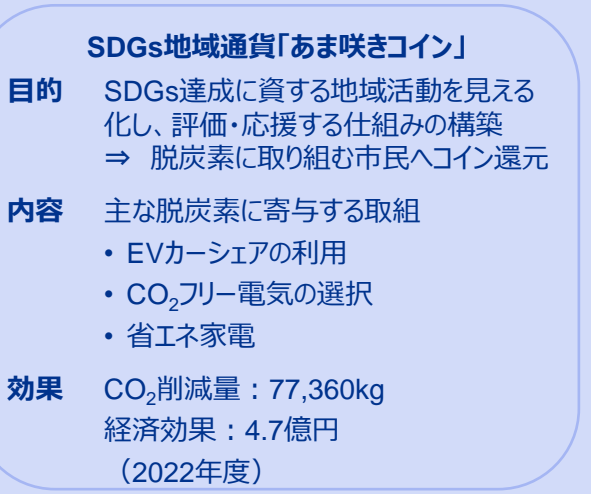 SDGs地域通貨「あま咲きコイン」
目的 SDGs達成に資する地域活動を見える
化し、評価・応援する仕組みの構築
⇒ 脱炭素に取り組む市民へコイン還元
内容 主な脱炭素に寄与する取組
• EVカーシェアの利用
• CO₂フリー電気の選択
• 省エネ家電
効果 CO₂削減量：77,360kg
経済効果：4.7億円
（2022年度）